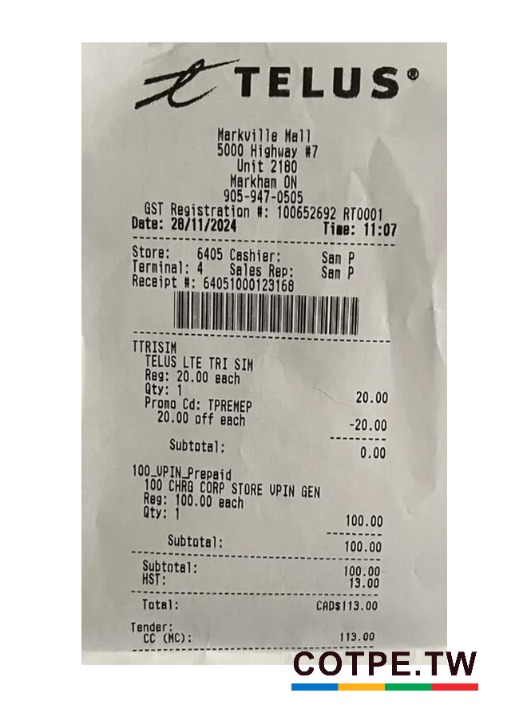 TELUS®
Markville Mall
5000 Highway #7
Unit 2180
Markham ON
905-947-0505
GST Registration #: 100652692 RT0001
Date: 28/11/2024 Time: 11:07
Store: 6405 Cashier: Sam P
Terminal: 4 Sales Rep: Sam P
Receipt #: 64051000123168
TTRISIM
TELUS LTE TRI SIM
Reg: 20.00 each
Qty: 1 20.00
Promo Cd: TPREMEP
20.00 off each -20.00
Subtotal: 0.00
100_VPIN_Prepaid
100 CHRG CORP STORE VPIN GEN
Reg: 100.00 each
Qty: 1 100.00
Subtotal: 100.00
Subtotal: 100.00
HST: 13.00
Total: CAD$113.00
Tender:
CC (MC): 113.00
COTPE.TW